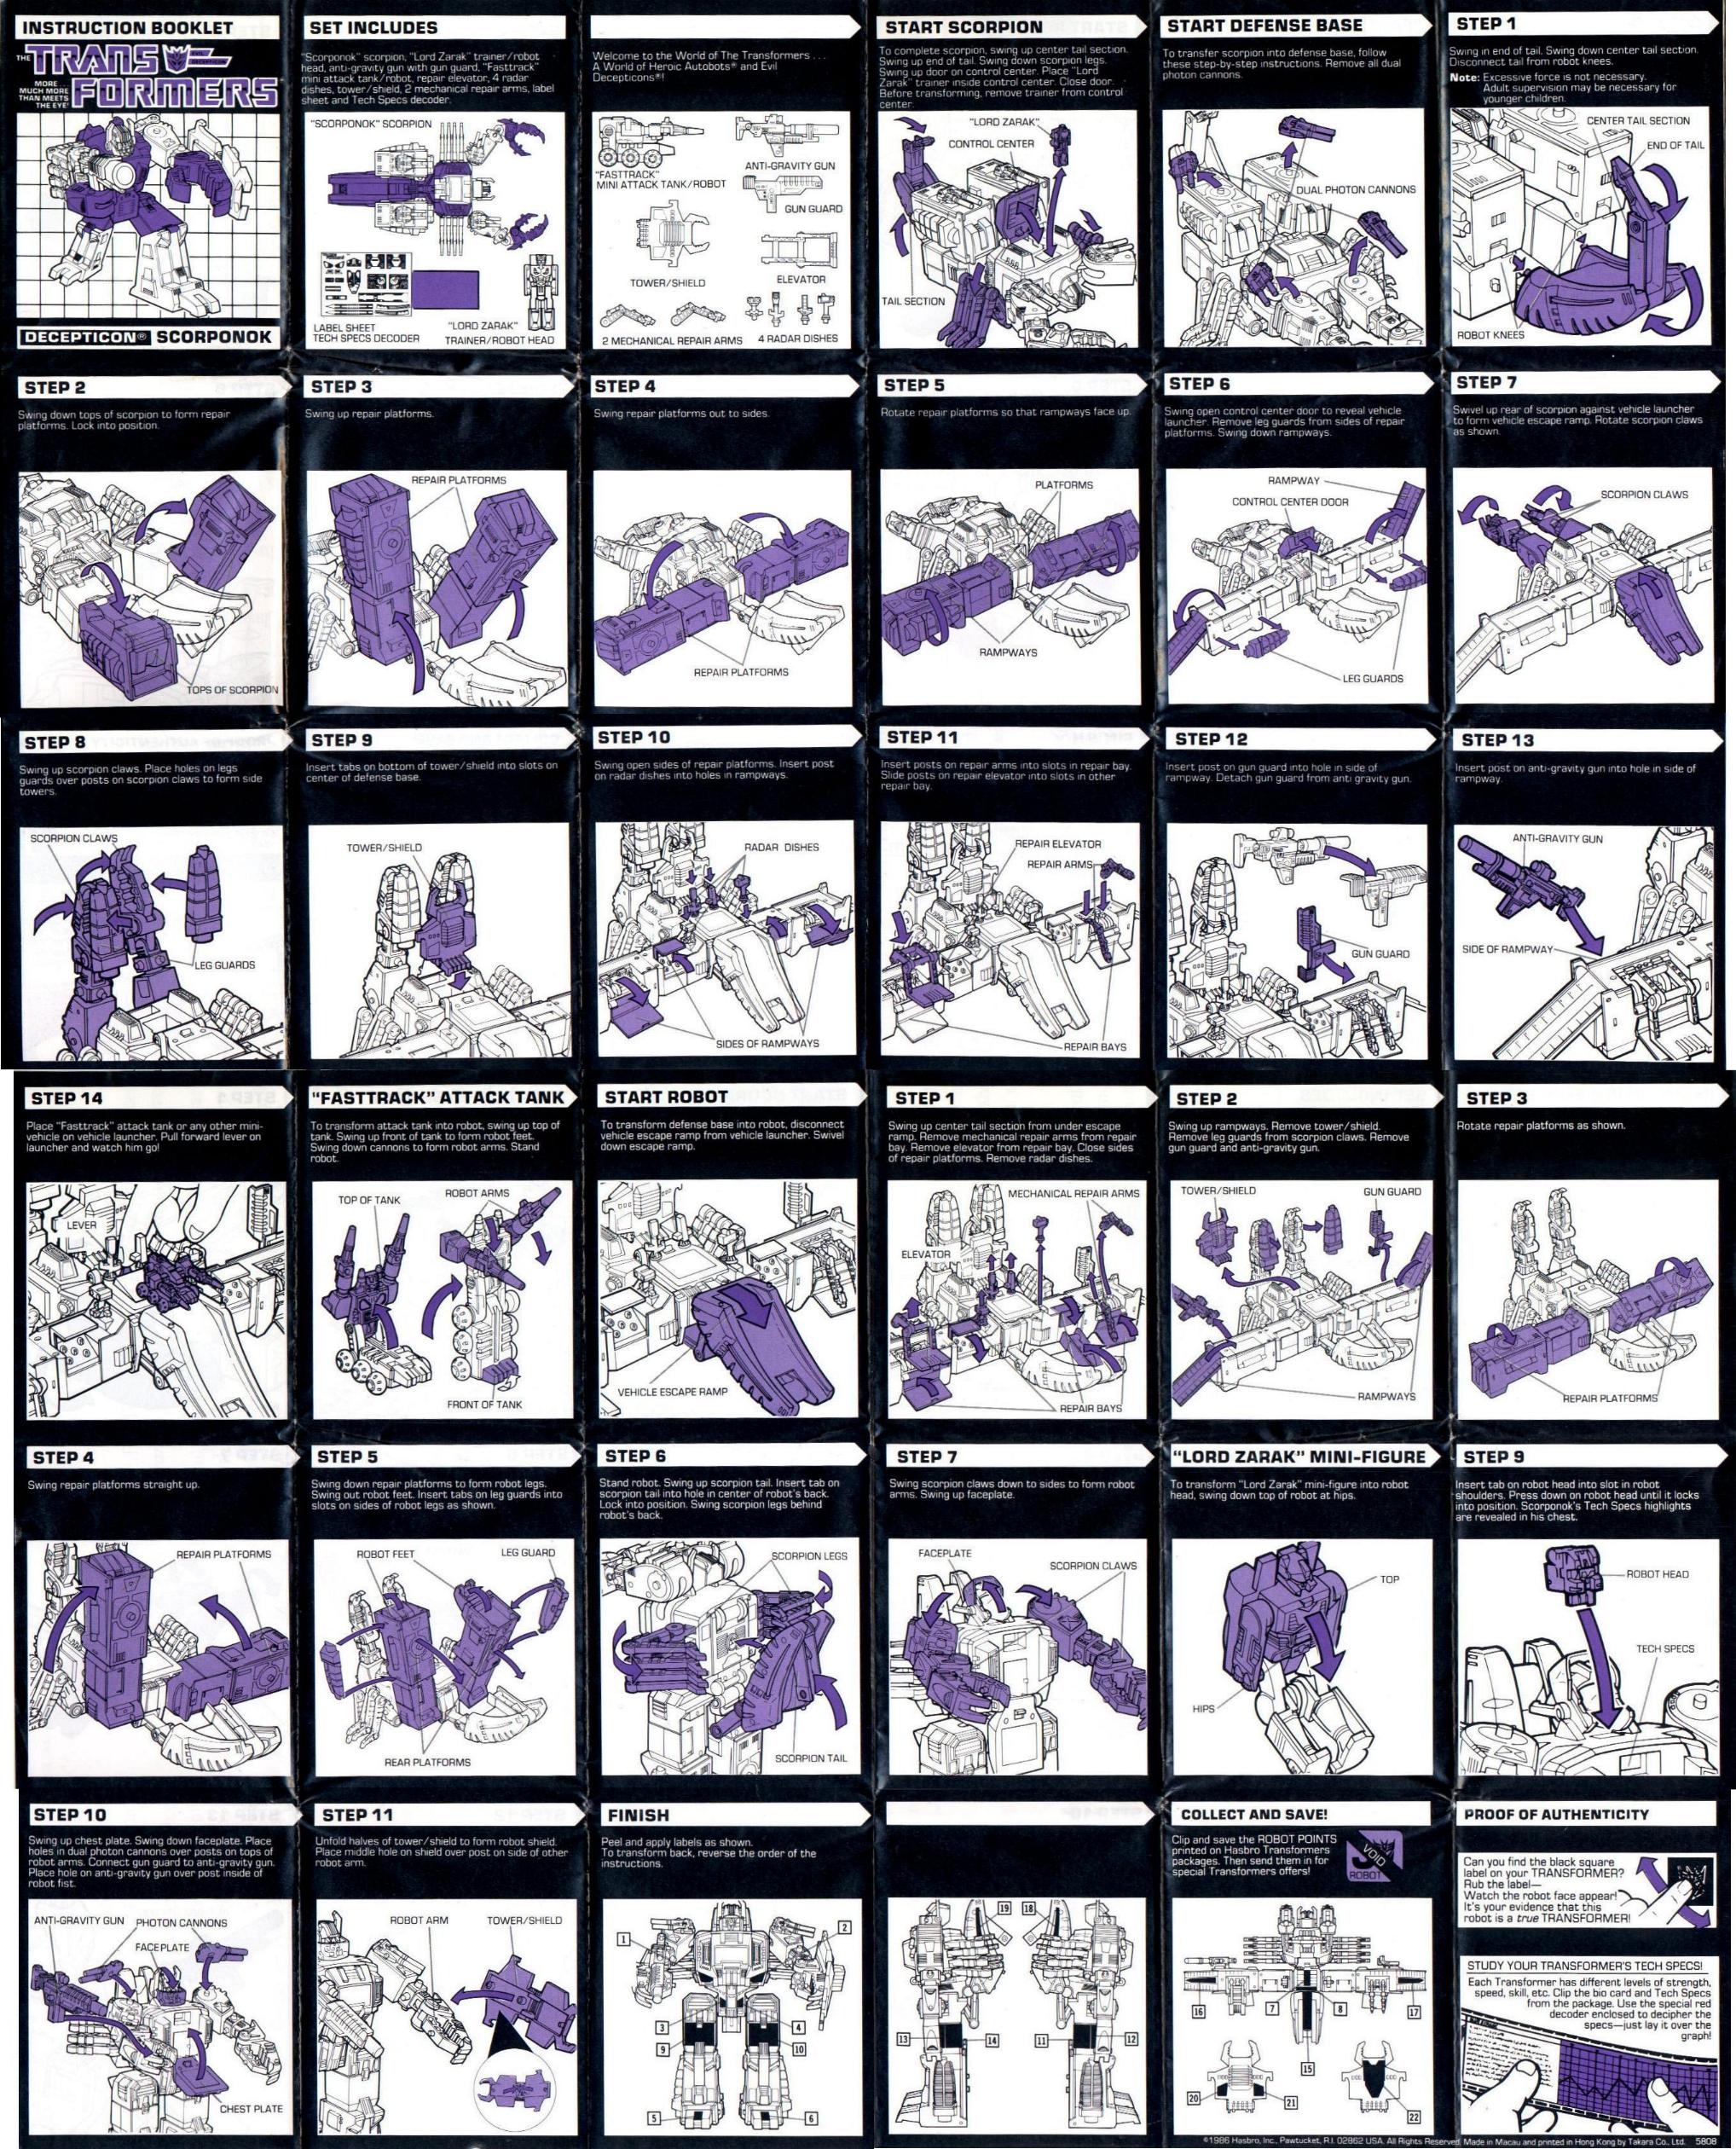 INSTRUCTION BOOKLET
THE TRANSFORMERS
EVIL DECEPTICON
MORE
MUCH MORE
THAN MEETS
THE EYE!
DECEPTICON® SCORPONOK
SET INCLUDES
"Scorponok" scorpion, "Lord Zarak" trainer/robot
head, anti-gravity gun with gun guard, "Fasttrack"
mini attack tank/robot, repair elevator, 4 radar
dishes, tower/shield, 2 mechanical repair arms, label
sheet and Tech Specs decoder.
"SCORPONOK" SCORPION
LABEL SHEET
TECH SPECS DECODER
"LORD ZARAK"
TRAINER/ROBOT HEAD
Welcome to the World of The Transformers . . .
A World of Heroic Autobots® and Evil
Decepticons®!
"FASTTRACK"
MINI ATTACK TANK/ROBOT
ANTI-GRAVITY GUN
GUN GUARD
TOWER/SHIELD
ELEVATOR
2 MECHANICAL REPAIR ARMS
4 RADAR DISHES
START SCORPION
To complete scorpion, swing up center tail section.
Swing up end of tail. Swing down scorpion legs.
Swing up door on control center. Place "Lord
Zarak" trainer inside control center. Close door.
Before transforming, remove trainer from control
center.
"LORD ZARAK"
CONTROL CENTER
TAIL SECTION
START DEFENSE BASE
To transfer scorpion into defense base, follow
these step-by-step instructions. Remove all dual
photon cannons.
DUAL PHOTON CANNONS
STEP 1
Swing in end of tail. Swing down center tail section.
Disconnect tail from robot knees.
Note: Excessive force is not necessary.
Adult supervision may be necessary for
younger children.
CENTER TAIL SECTION
END OF TAIL
ROBOT KNEES
STEP 2
Swing down tops of scorpion to form repair
platforms. Lock into position.
TOPS OF SCORPION
STEP 3
Swing up repair platforms.
REPAIR PLATFORMS
STEP 4
Swing repair platforms out to sides.
REPAIR PLATFORMS
STEP 5
Rotate repair platforms so that rampways face up.
PLATFORMS
RAMPWAYS
STEP 6
Swing open control center door to reveal vehicle
launcher. Remove leg guards from sides of repair
platforms. Swing down rampways.
RAMPWAY
CONTROL CENTER DOOR
LEG GUARDS
STEP 7
Swivel up rear of scorpion against vehicle launcher
to form vehicle escape ramp. Rotate scorpion claws
as shown.
SCORPION CLAWS
STEP 8
Swing up scorpion claws. Place holes on legs
guards over posts on scorpion claws to form side
towers.
SCORPION CLAWS
LEG GUARDS
STEP 9
Insert tabs on bottom of tower/shield into slots on
center of defense base.
TOWER/SHIELD
STEP 10
Swing open sides of repair platforms. Insert post
on radar dishes into holes in rampways.
RADAR DISHES
SIDES OF RAMPWAYS
STEP 11
Insert posts on repair arms into slots in repair bay.
Slide posts on repair elevator into slots in other
repair bay.
REPAIR ELEVATOR
REPAIR ARMS
REPAIR BAYS
STEP 12
Insert post on gun guard into hole in side of
rampway. Detach gun guard from anti gravity gun.
GUN GUARD
STEP 13
Insert post on anti-gravity gun into hole in side of
rampway.
ANTI-GRAVITY GUN
SIDE OF RAMPWAY
STEP 14
Place "Fasttrack" attack tank or any other mini-
vehicle on vehicle launcher. Pull forward lever on
launcher and watch him go!
LEVER
"FASTTRACK" ATTACK TANK
To transform attack tank into robot, swing up top of
tank. Swing up front of tank to form robot feet.
Swing down cannons to form robot arms. Stand
robot.
TOP OF TANK
ROBOT ARMS
FRONT OF TANK
START ROBOT
To transform defense base into robot, disconnect
vehicle escape ramp from vehicle launcher. Swivel
down escape ramp.
VEHICLE ESCAPE RAMP
STEP 1
Swing up center tail section from under escape
ramp. Remove mechanical repair arms from repair
bay. Remove elevator from repair bay. Close sides
of repair platforms. Remove radar dishes.
MECHANICAL REPAIR ARMS
ELEVATOR
REPAIR BAYS
STEP 2
Swing up rampways. Remove tower/shield.
Remove leg guards from scorpion claws. Remove
gun guard and anti-gravity gun.
TOWER/SHIELD
GUN GUARD
RAMPWAYS
STEP 3
Rotate repair platforms as shown.
REPAIR PLATFORMS
STEP 4
Swing repair platforms straight up.
REPAIR PLATFORMS
STEP 5
Swing down repair platforms to form robot legs.
Swing out robot feet. Insert tabs on leg guards into
slots on sides of robot legs as shown.
ROBOT FEET
LEG GUARD
REAR PLATFORMS
STEP 6
Stand robot. Swing up scorpion tail. Insert tab on
scorpion tail into hole in center of robot's back.
Lock into position. Swing scorpion legs behind
robot's back.
SCORPION LEGS
SCORPION TAIL
STEP 7
Swing scorpion claws down to sides to form robot
arms. Swing up faceplate.
FACEPLATE
SCORPION CLAWS
"LORD ZARAK" MINI-FIGURE
To transform "Lord Zarak" mini-figure into robot
head, swing down top of robot at hips.
TOP
HIPS
STEP 9
Insert tab on robot head into slot in robot
shoulders. Press down on robot head until it locks
into position. Scorponok's Tech Specs highlights
are revealed in his chest.
ROBOT HEAD
TECH SPECS
STEP 10
Swing up chest plate. Swing down faceplate. Place
holes in dual photon cannons over posts on tops of
robot arms. Connect gun guard to anti-gravity gun.
Place hole on anti-gravity gun over post inside of
robot fist.
ANTI-GRAVITY GUN
PHOTON CANNONS
FACEPLATE
CHEST PLATE
STEP 11
Unfold halves of tower/shield to form robot shield.
Place middle hole on shield over post on side of other
robot arm.
ROBOT ARM
TOWER/SHIELD
FINISH
Peel and apply labels as shown.
To transform back, reverse the order of the
instructions.
1
2
3
4
9
10
5
6
19
18
13
14
11
12
COLLECT AND SAVE!
Clip and save the ROBOT POINTS
printed on Hasbro Transformers
packages. Then send them in for
special Transformers offers!
VOID
ROBOT
16
7
8
17
15
20
21
22
PROOF OF AUTHENTICITY
Can you find the black square
label on your TRANSFORMER?
Rub the label—
Watch the robot face appear!
It's your evidence that this
robot is a true TRANSFORMER!
STUDY YOUR TRANSFORMER'S TECH SPECS!
Each Transformer has different levels of strength,
speed, skill, etc. Clip the bio card and Tech Specs
from the package. Use the special red
decoder enclosed to decipher the
specs—just lay it over the
graph!
©1986 Hasbro, Inc., Pawtucket, R.I. 02862 USA. All Rights Reserved. Made in Macau and printed in Hong Kong by Takara Co., Ltd. 5808